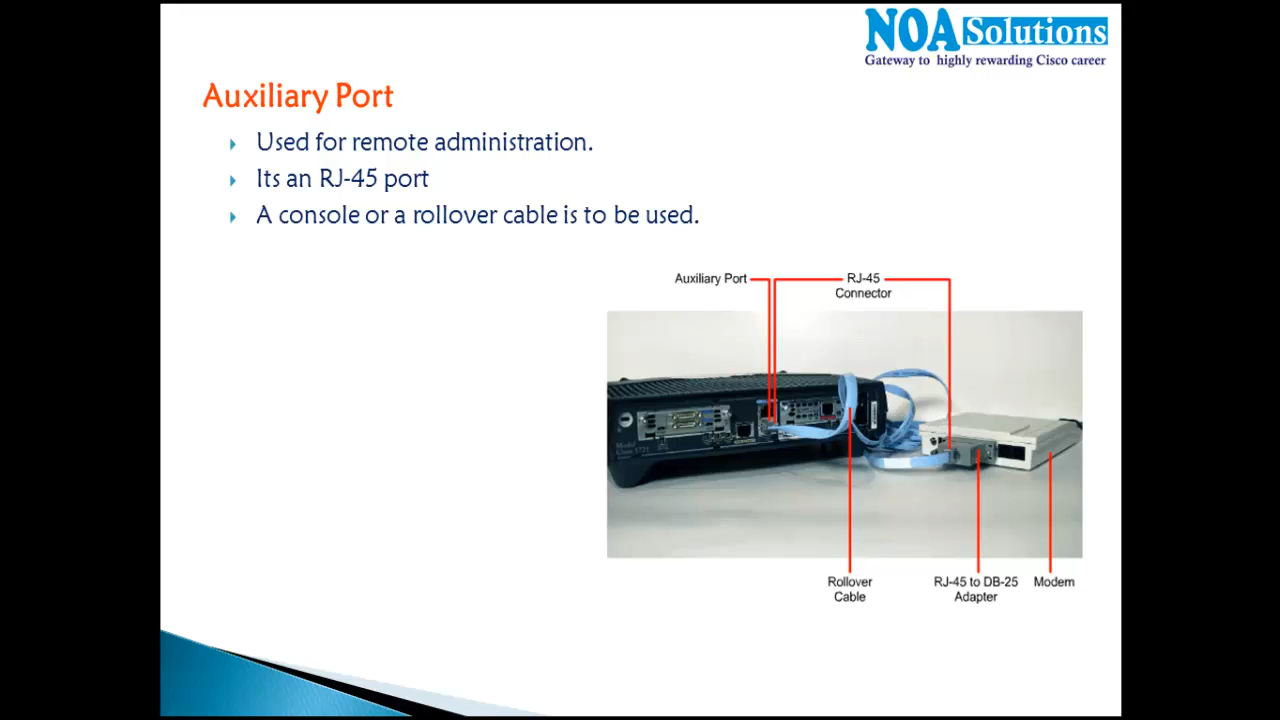 NOA Solutions
Gateway to highly rewarding Cisco career
Auxiliary Port
Used for remote administration.
Its an RJ-45 port
A console or a rollover cable is to be used.
Auxiliary Port
RJ-45
Connector
Rollover
Cable
RJ-45 to DB-25
Adapter
Modem